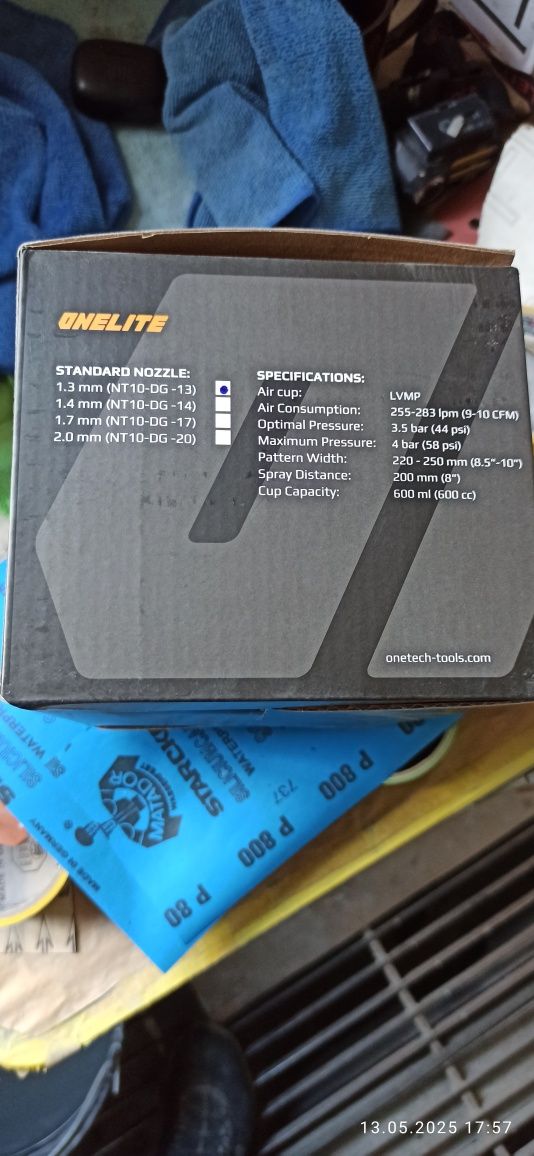 ONELITE
STANDARD NOZZLE:
1.3 mm (NT10-DG -13)
1.4 mm (NT10-DG -14)
1.7 mm (NT10-DG -17)
2.0 mm (NT10-DG -20)
SPECIFICATIONS:
Air cup: LVMP
Air Consumption: 255-283 lpm (9-10 CFM)
Optimal Pressure: 3.5 bar (44 psi)
Maximum Pressure: 4 bar (58 psi)
Pattern Width: 220 - 250 mm (8.5"-10")
Spray Distance: 200 mm (8")
Cup Capacity: 600 ml (600 cc)
onetech-tools.com
STARCKE
MATADOR
737
P 800
P 800
P 80
MADE IN GERMANY
13.05.2025 17:57